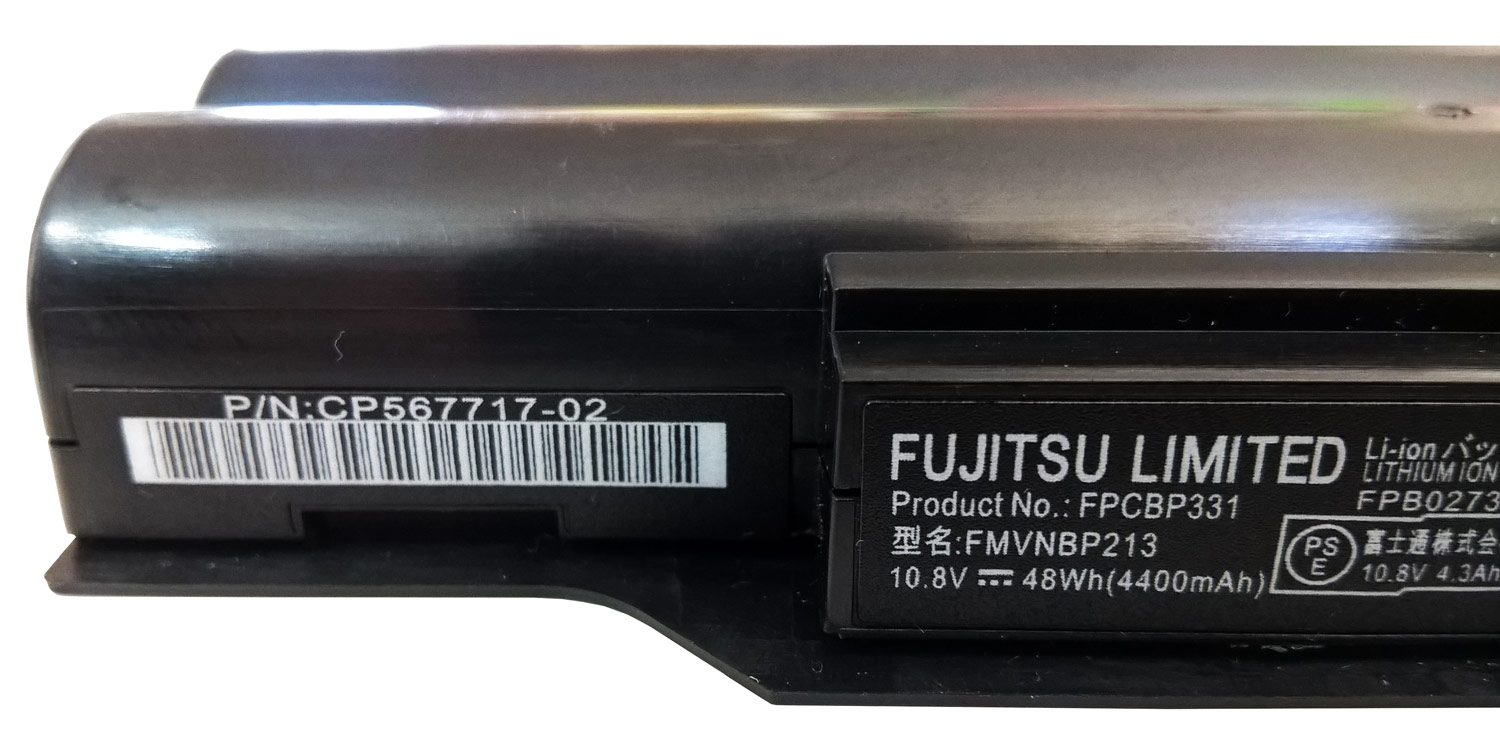 P/N:CP567717-02
FUJITSU LIMITED
Li-ion バッ
LITHIUM ION
Product No.: FPCBP331
FPB0273
型名:FMVNBP213
PS
E
富士通株式会
10.8V ⎓ 48Wh(4400mAh)
10.8V 4.3Ah